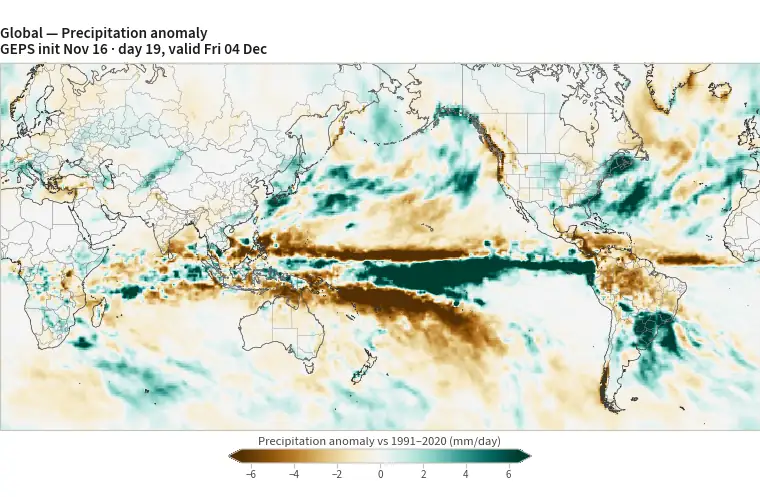 Global — Precipitation anomaly
GEPS init Nov 16 · day 19, valid Fri 04 Dec
Precipitation anomaly vs 1991–2020 (mm/day)
−6 −4 −2 0 2 4 6